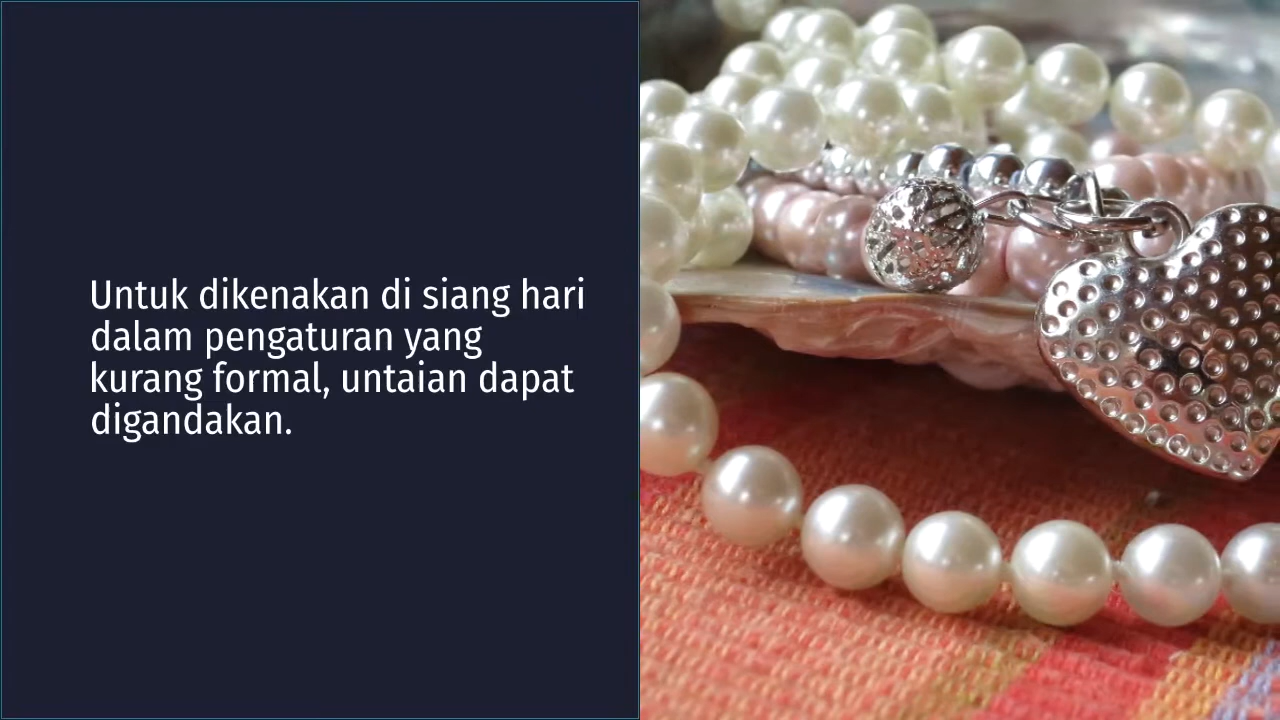 Untuk dikenakan di siang hari
dalam pengaturan yang
kurang formal, untaian dapat
digandakan.